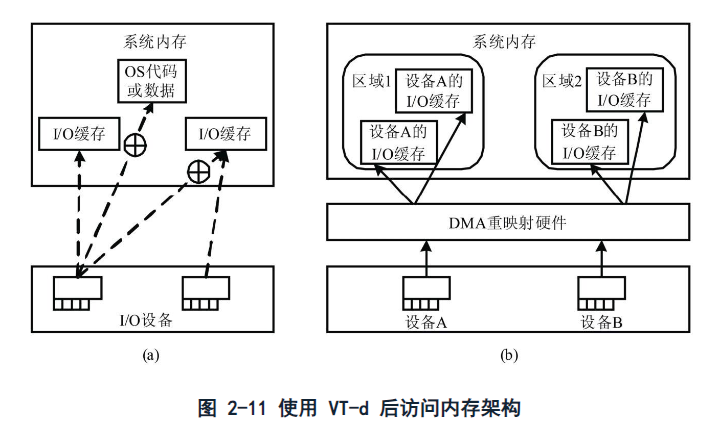 系统内存
OS代码
或数据
I/O缓存
I/O缓存
I/O设备
(a)
系统内存
区域1
设备A的
I/O缓存
设备A的
I/O缓存
区域2
设备B的
I/O缓存
设备B的
I/O缓存
DMA重映射硬件
设备A
设备B
(b)
图 2-11 使用 VT-d 后访问内存架构